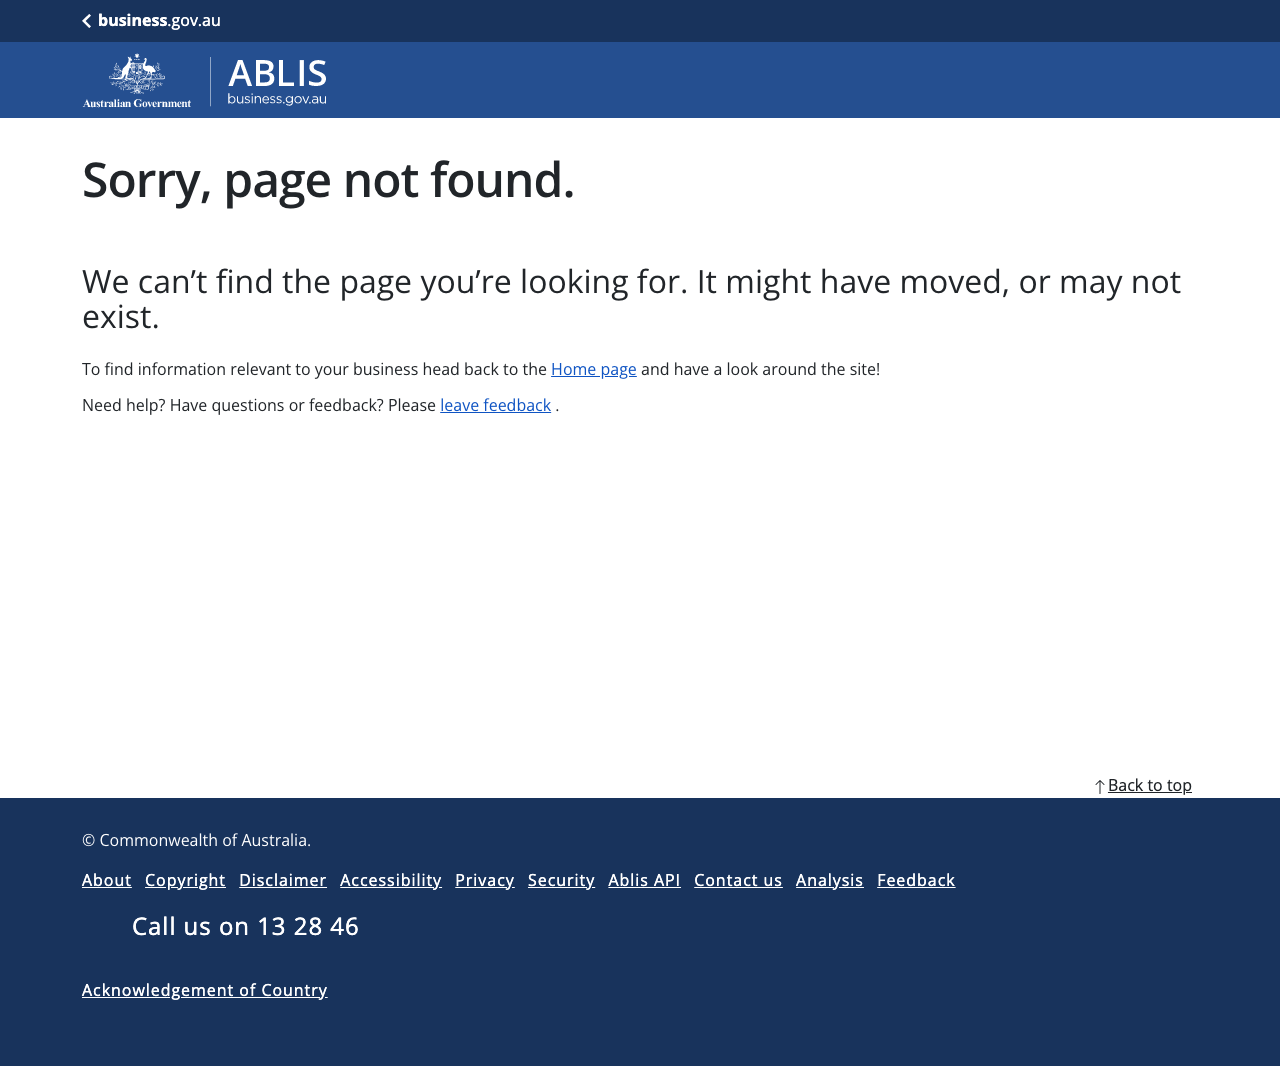 business.gov.au
Australian Government
ABLIS
business.gov.au
Sorry, page not found.
We can’t find the page you’re looking for. It might have moved, or may not
exist.
To find information relevant to your business head back to the Home page and have a look around the site!
Need help? Have questions or feedback? Please leave feedback .
Back to top
© Commonwealth of Australia.
About Copyright Disclaimer Accessibility Privacy Security Ablis API Contact us Analysis Feedback
Call us on 13 28 46
Acknowledgement of Country